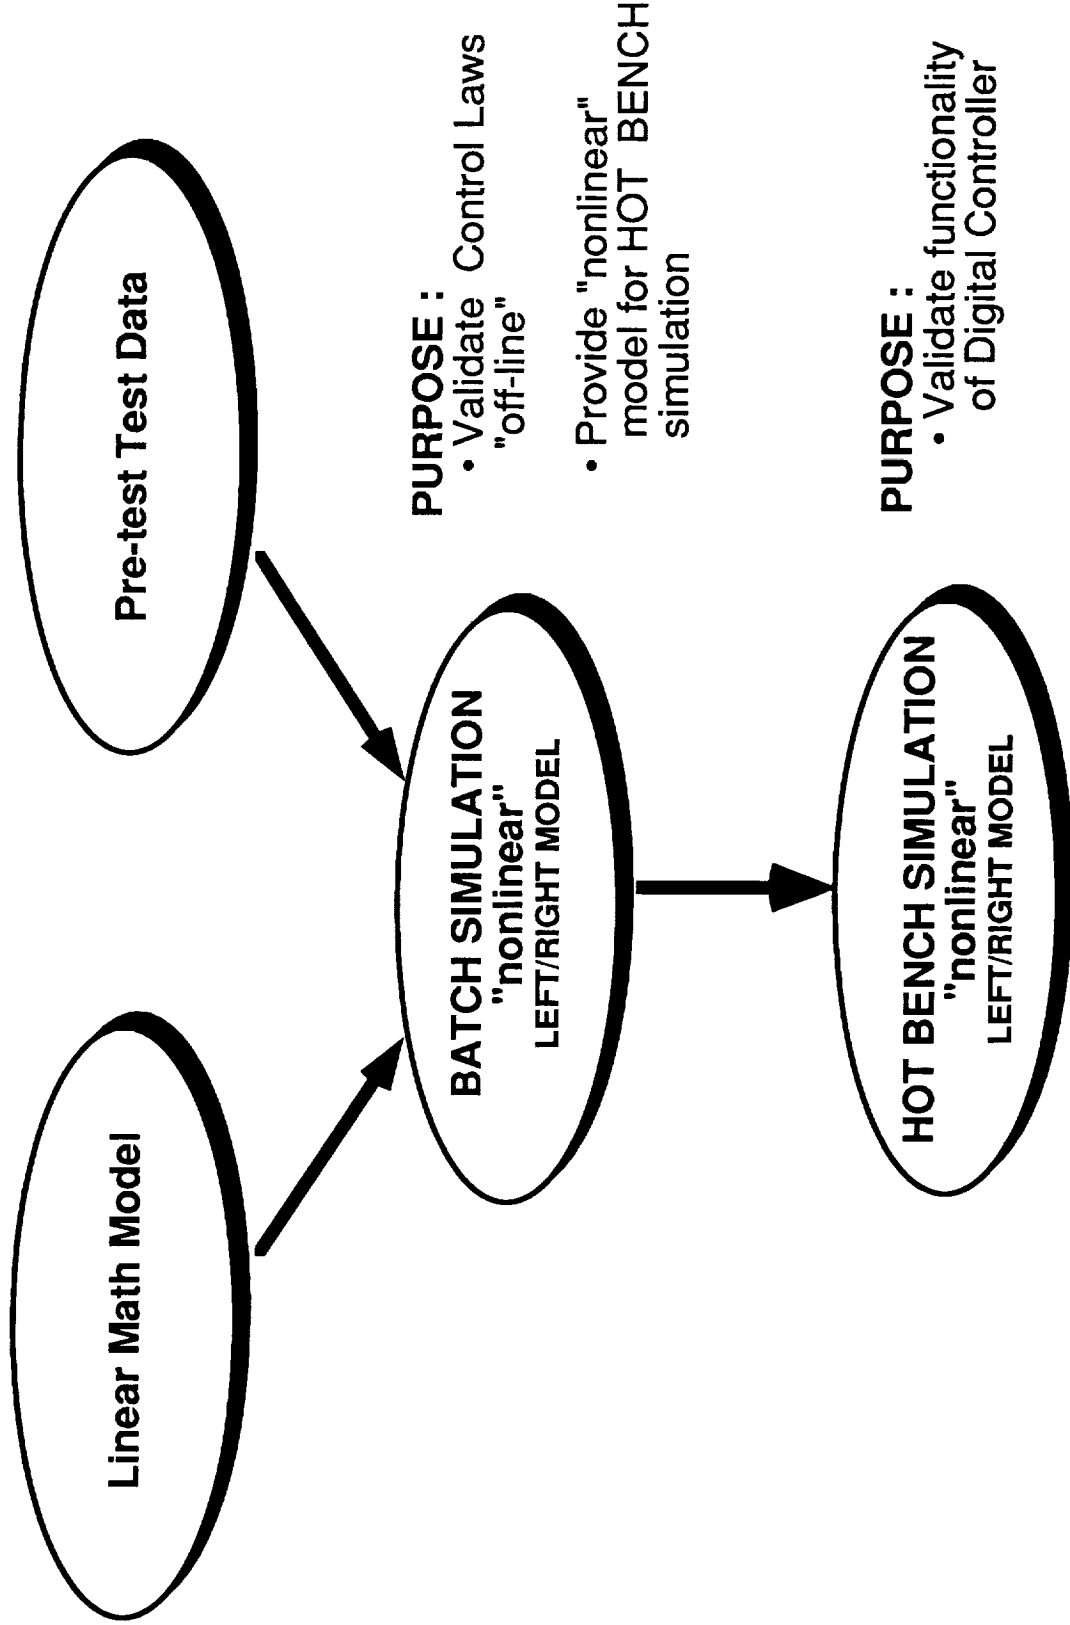 Linear Math Model
Pre-test Test Data
BATCH SIMULATION
"nonlinear"
LEFT/RIGHT MODEL
PURPOSE :
• Validate Control Laws
"off-line"
• Provide "nonlinear"
model for HOT BENCH
simulation
HOT BENCH SIMULATION
"nonlinear"
LEFT/RIGHT MODEL
PURPOSE :
• Validate functionality
of Digital Controller